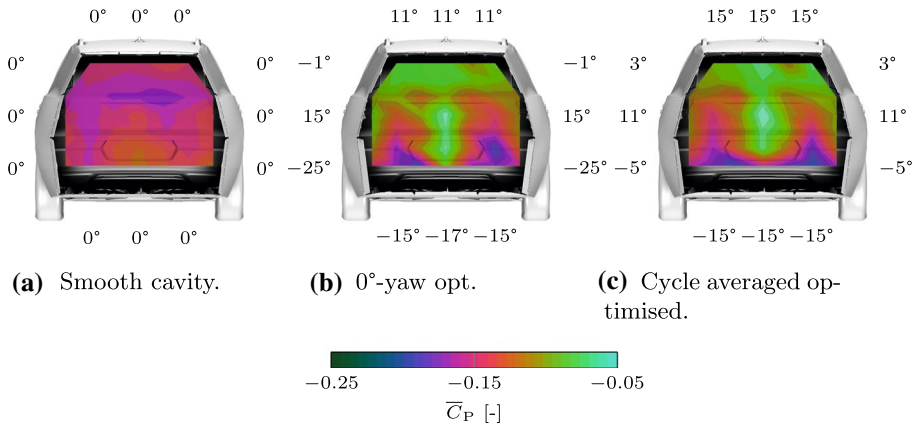 0° 0° 0° 11° 11° 11° 15° 15° 15°
0° 0° −1° −1° 3° 3°
0° 0° 15° 15° 11° 11°
0° 0° −25° −25° −5° −5°
0° 0° 0° −15° −17° −15° −15° −15° −15°
(a) Smooth cavity. (b) 0°-yaw opt. (c) Cycle averaged op-
timised.
−0.25 −0.15 −0.05
C̅P [-]